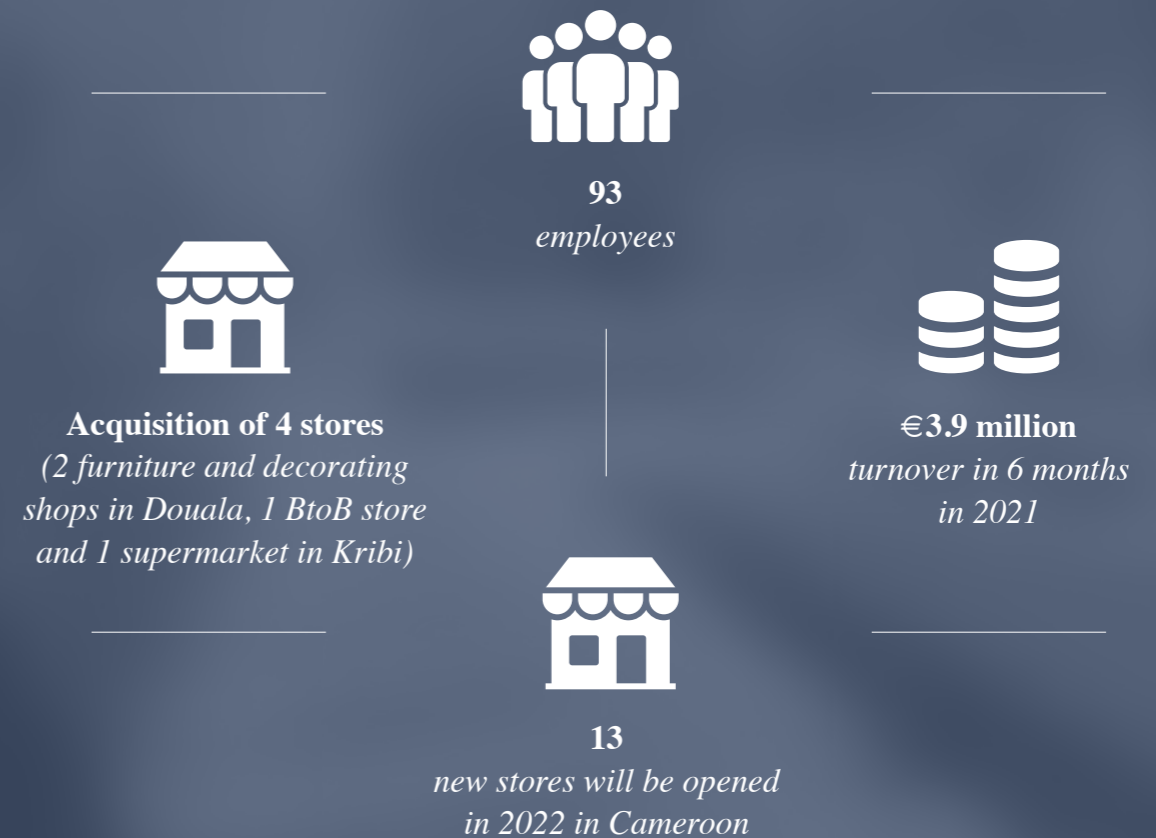 93
employees
Acquisition of 4 stores
(2 furniture and decorating
shops in Douala, 1 BtoB store
and 1 supermarket in Kribi)
€3.9 million
turnover in 6 months
in 2021
13
new stores will be opened
in 2022 in Cameroon